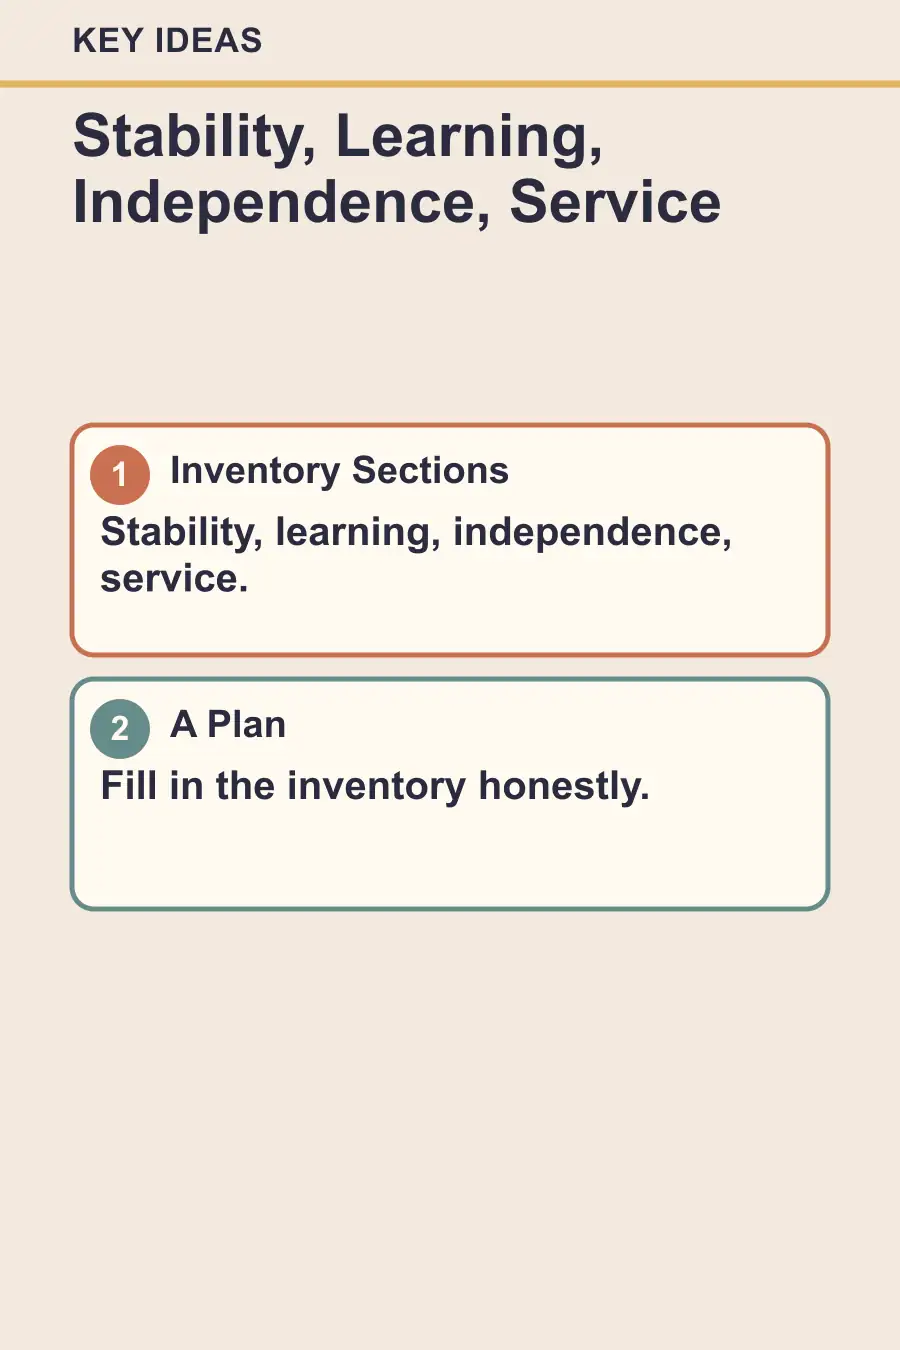 KEY IDEAS
Stability, Learning,
Independence, Service
1 Inventory Sections
Stability, learning, independence,
service.
2 A Plan
Fill in the inventory honestly.